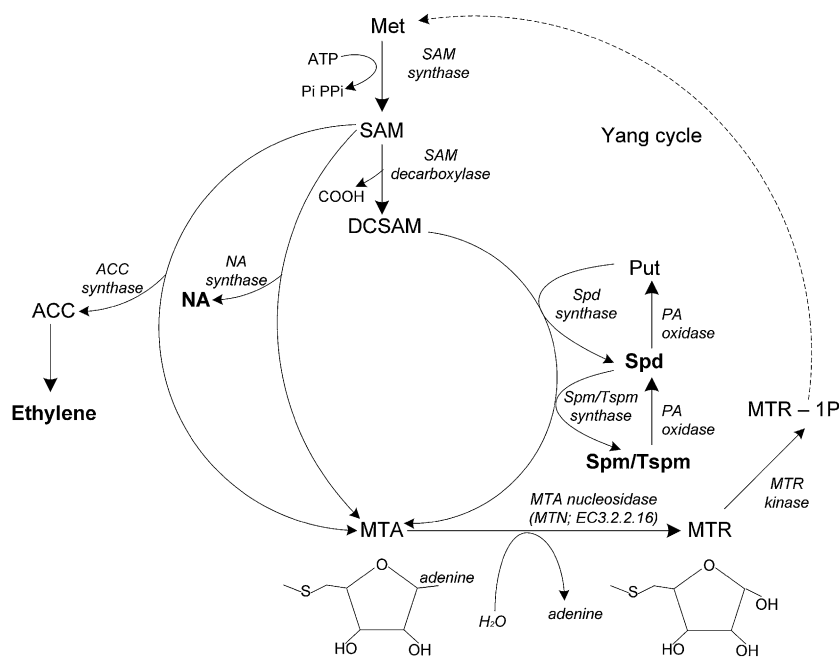 Met
ATP
SAM
synthase
Pi PPi
SAM
Yang cycle
SAM
decarboxylase
COOH
DCSAM
ACC
synthase
NA
synthase
NA
ACC
Ethylene
Put
Spd
synthase
PA
oxidase
Spd
Spm/Tspm
synthase
PA
oxidase
Spm/Tspm
MTR – 1P
MTR
kinase
MTA nucleosidase
(MTN; EC3.2.2.16)
MTA
MTR
O
S
adenine
HO
OH
H₂O
adenine
O
S
OH
HO
OH